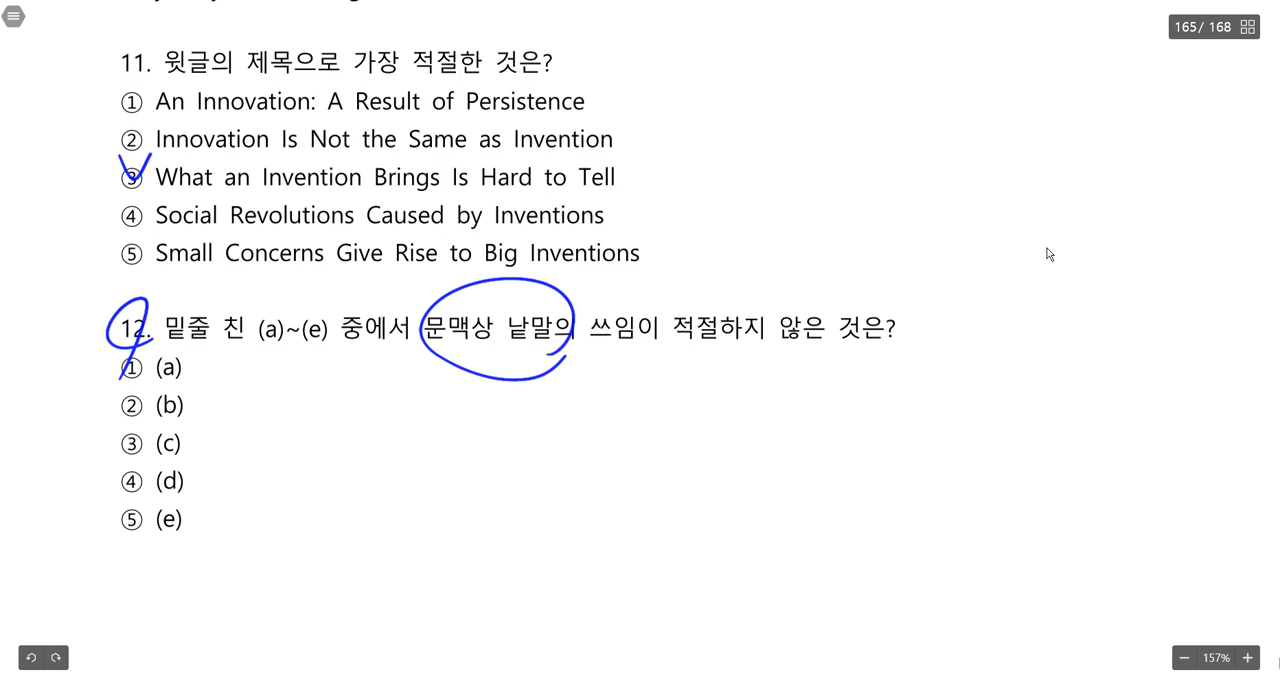 165/ 168
11. 윗글의 제목으로 가장 적절한 것은?
① An Innovation: A Result of Persistence
② Innovation Is Not the Same as Invention
③ What an Invention Brings Is Hard to Tell
④ Social Revolutions Caused by Inventions
⑤ Small Concerns Give Rise to Big Inventions
12. 밑줄 친 (a)~(e) 중에서 문맥상 낱말의 쓰임이 적절하지 않은 것은?
① (a)
② (b)
③ (c)
④ (d)
⑤ (e)
157%